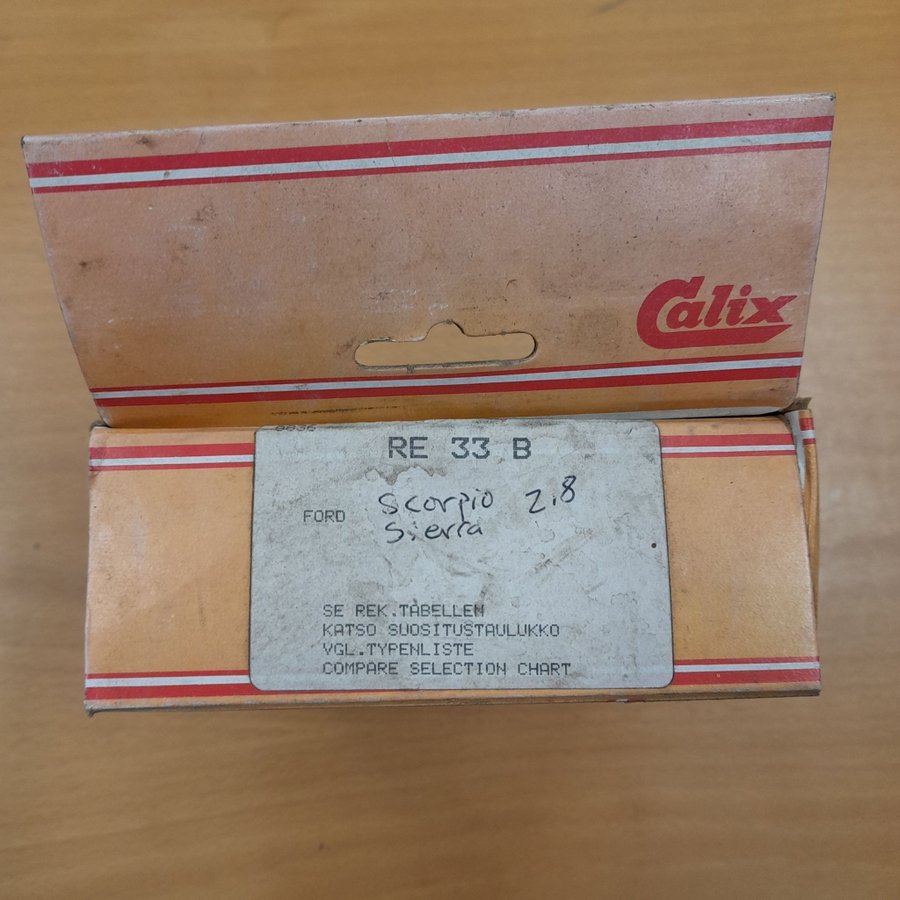 Calix
RE 33 B
FORD Scorpio 2,8
Sierra
SE REK.TABELLEN
KATSO SUOSITUSTAULUKKO
VGL.TYPENLISTE
COMPARE SELECTION CHART